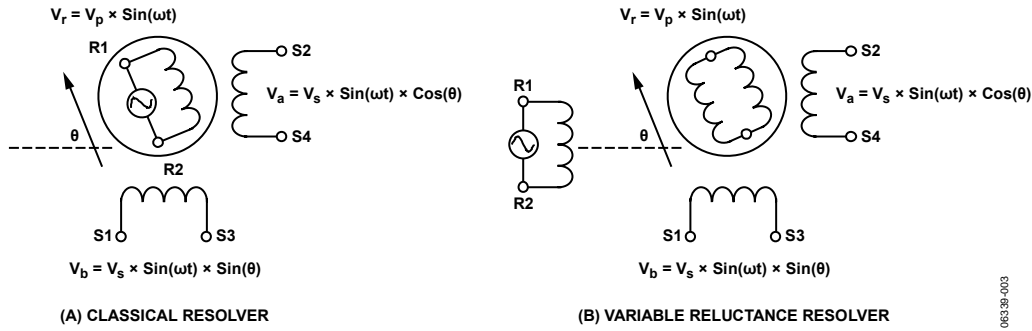 Vr = Vp × Sin(ωt)
R1
S2
Va = Vs × Sin(ωt) × Cos(θ)
θ
S4
R2
S1
S3
Vb = Vs × Sin(ωt) × Sin(θ)
(A) CLASSICAL RESOLVER
Vr = Vp × Sin(ωt)
S2
R1
Va = Vs × Sin(ωt) × Cos(θ)
θ
S4
R2
S1
S3
Vb = Vs × Sin(ωt) × Sin(θ)
(B) VARIABLE RELUCTANCE RESOLVER
06339-003